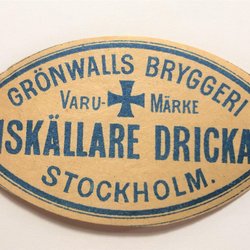 GRÖNWALLS BRYGGERI
VARU- MÄRKE
ISKÄLLARE DRICKA
STOCKHOLM.